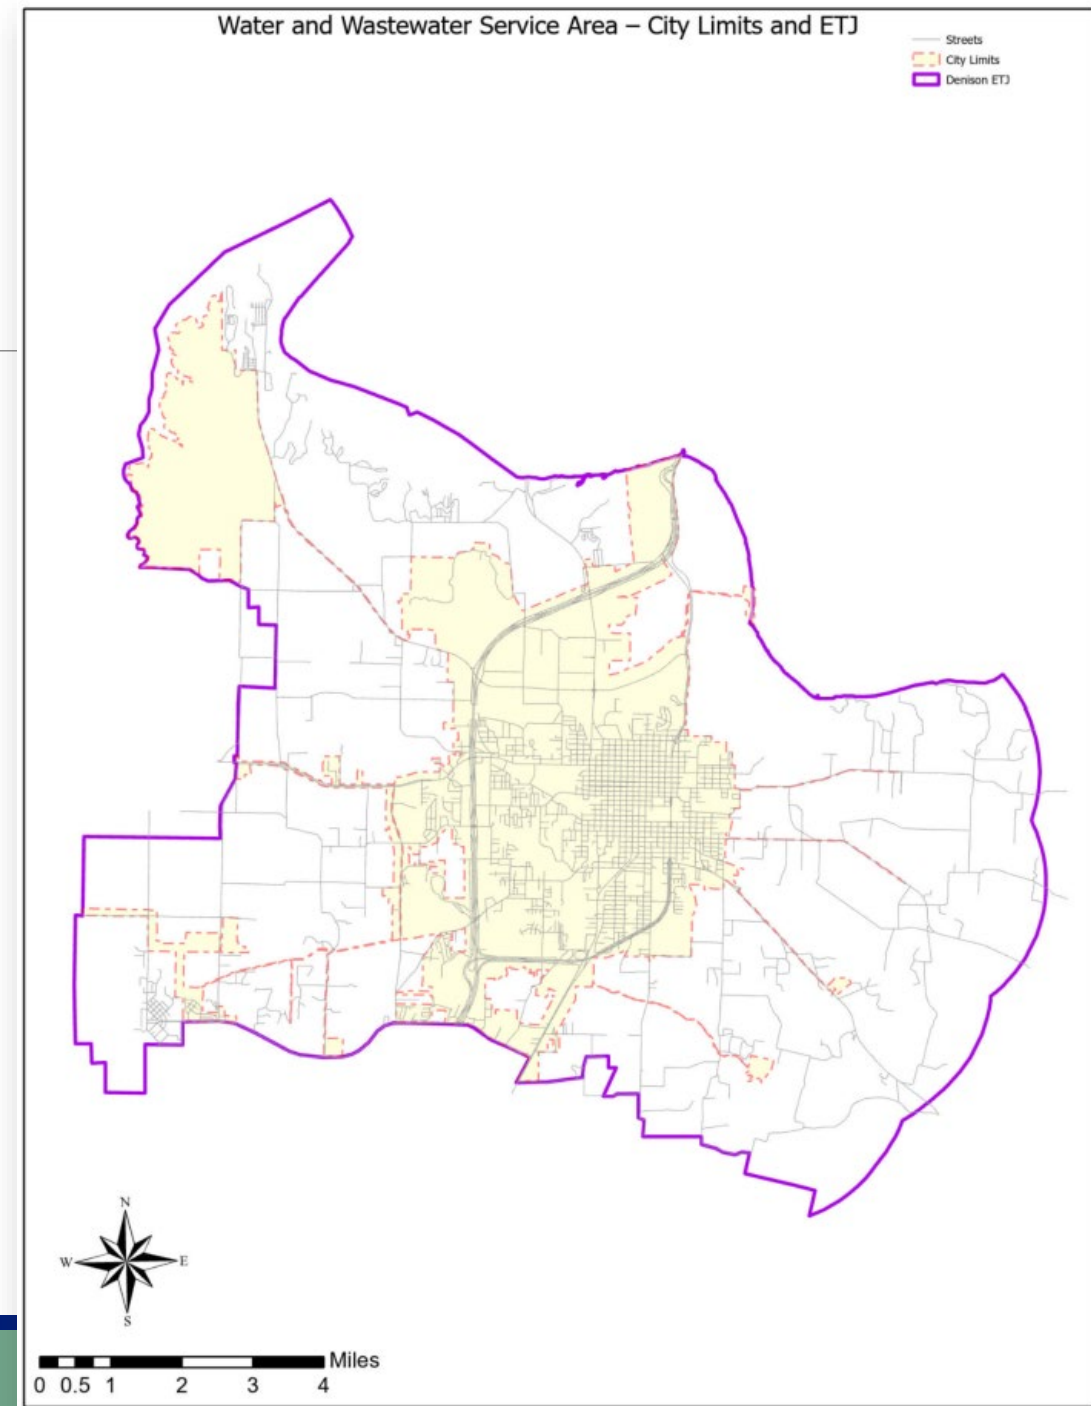 Water and Wastewater Service Area – City Limits and ETJ
Streets
City Limits
Denison ETJ
N
W E
S
Miles
0 0.5 1 2 3 4